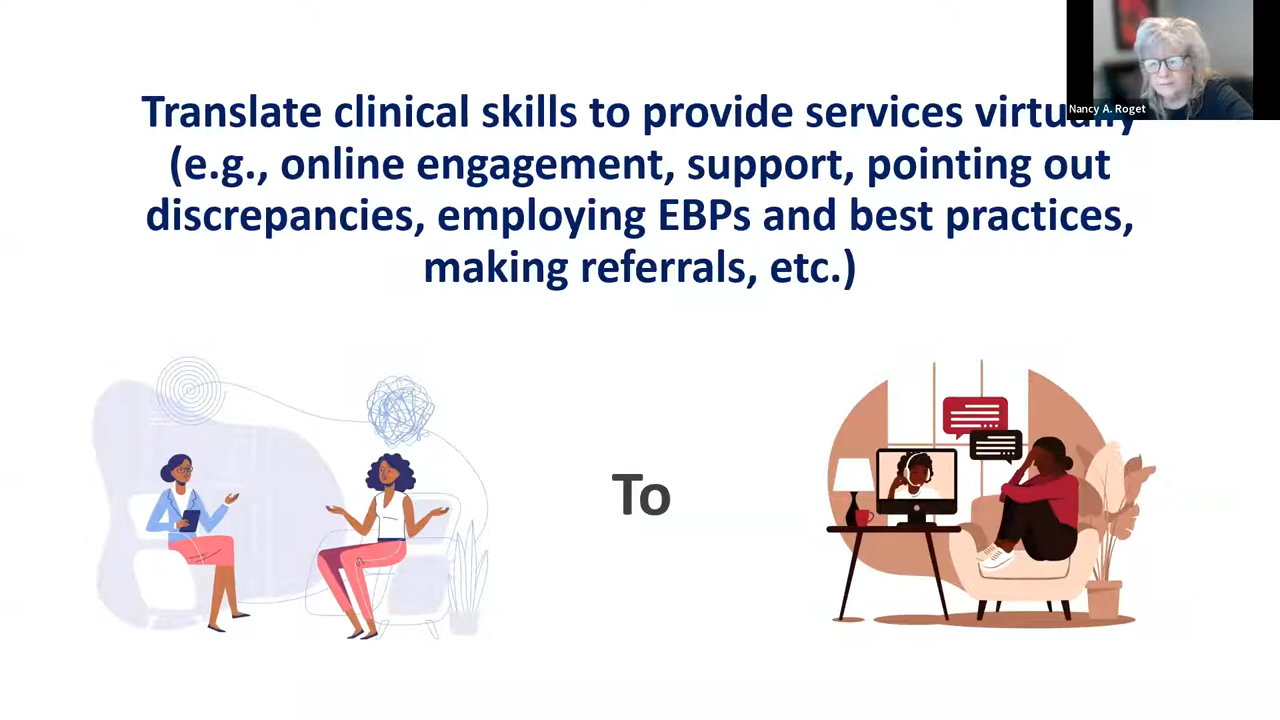 Translate clinical skills to provide services virtually
(e.g., online engagement, support, pointing out
discrepancies, employing EBPs and best practices,
making referrals, etc.)
To
Nancy A. Roget